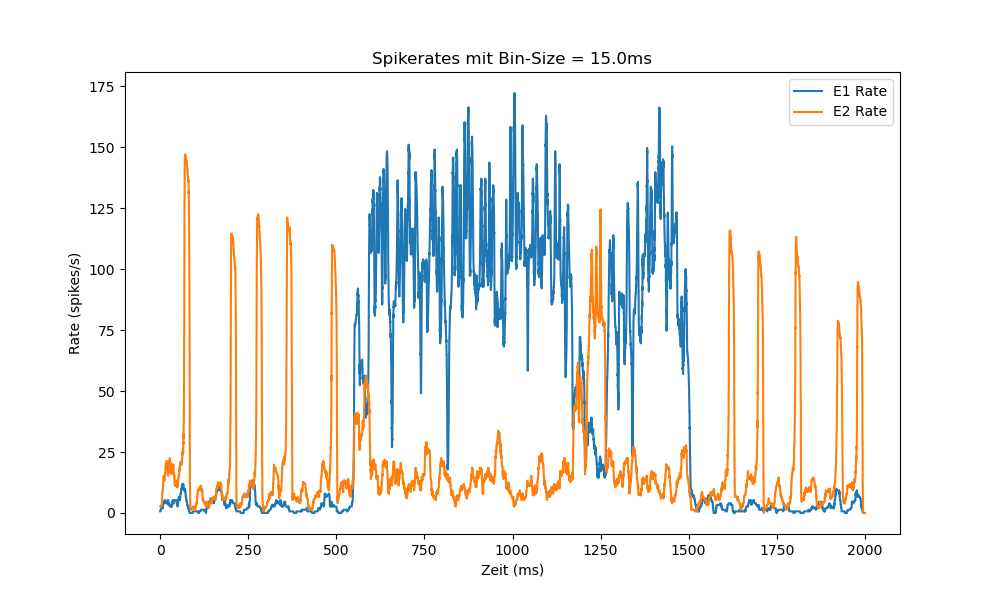 Spikerates mit Bin-Size = 15.0ms
E1 Rate
E2 Rate
175
150
125
100
75
50
25
0
Rate (spikes/s)
0 250 500 750 1000 1250 1500 1750 2000
Zeit (ms)